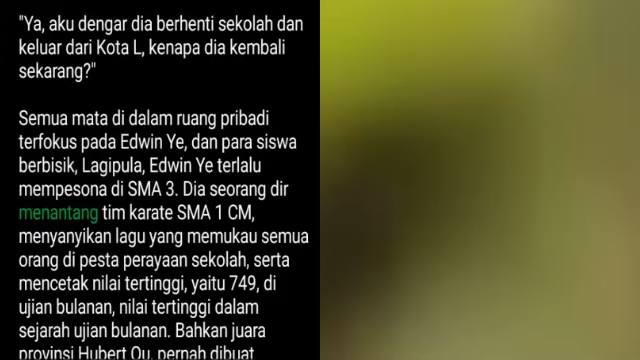 "Ya, aku dengar dia berhenti sekolah dan
keluar dari Kota L, kenapa dia kembali
sekarang?"
Semua mata di dalam ruang pribadi
terfokus pada Edwin Ye, dan para siswa
berbisik, Lagipula, Edwin Ye terlalu
mempesona di SMA 3. Dia seorang dir
menantang tim karate SMA 1 CM,
menyanyikan lagu yang memukau semua
orang di pesta perayaan sekolah, serta
mencetak nilai tertinggi, yaitu 749, di
ujian bulanan, nilai tertinggi dalam
sejarah ujian bulanan. Bahkan juara
provinsi Hubert Ou, pernah dibuat